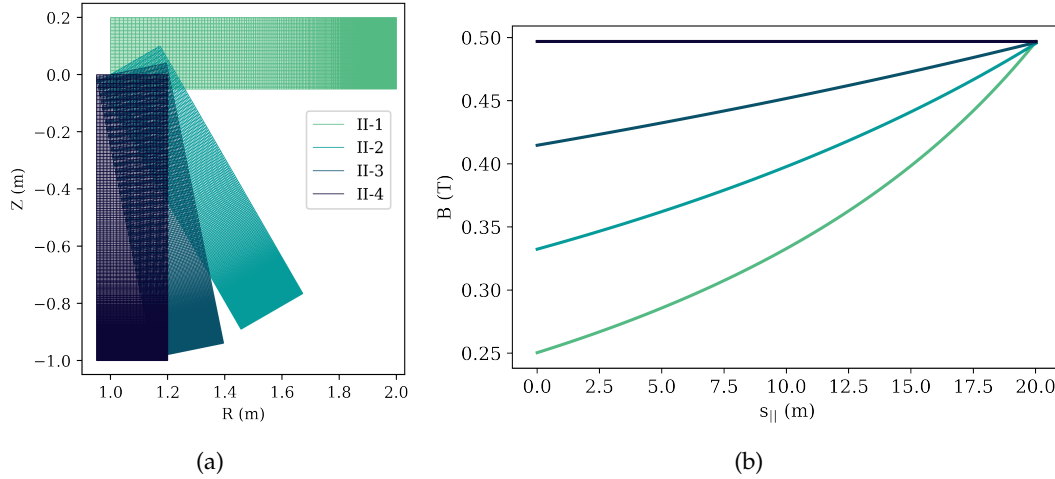 0.2
0.0
−0.2
−0.4
−0.6
−0.8
−1.0
Z (m)
1.0 1.2 1.4 1.6 1.8 2.0
R (m)
II-1
II-2
II-3
II-4
(a)
0.50
0.45
0.40
0.35
0.30
0.25
B (T)
0.0 2.5 5.0 7.5 10.0 12.5 15.0 17.5 20.0
s|| (m)
(b)